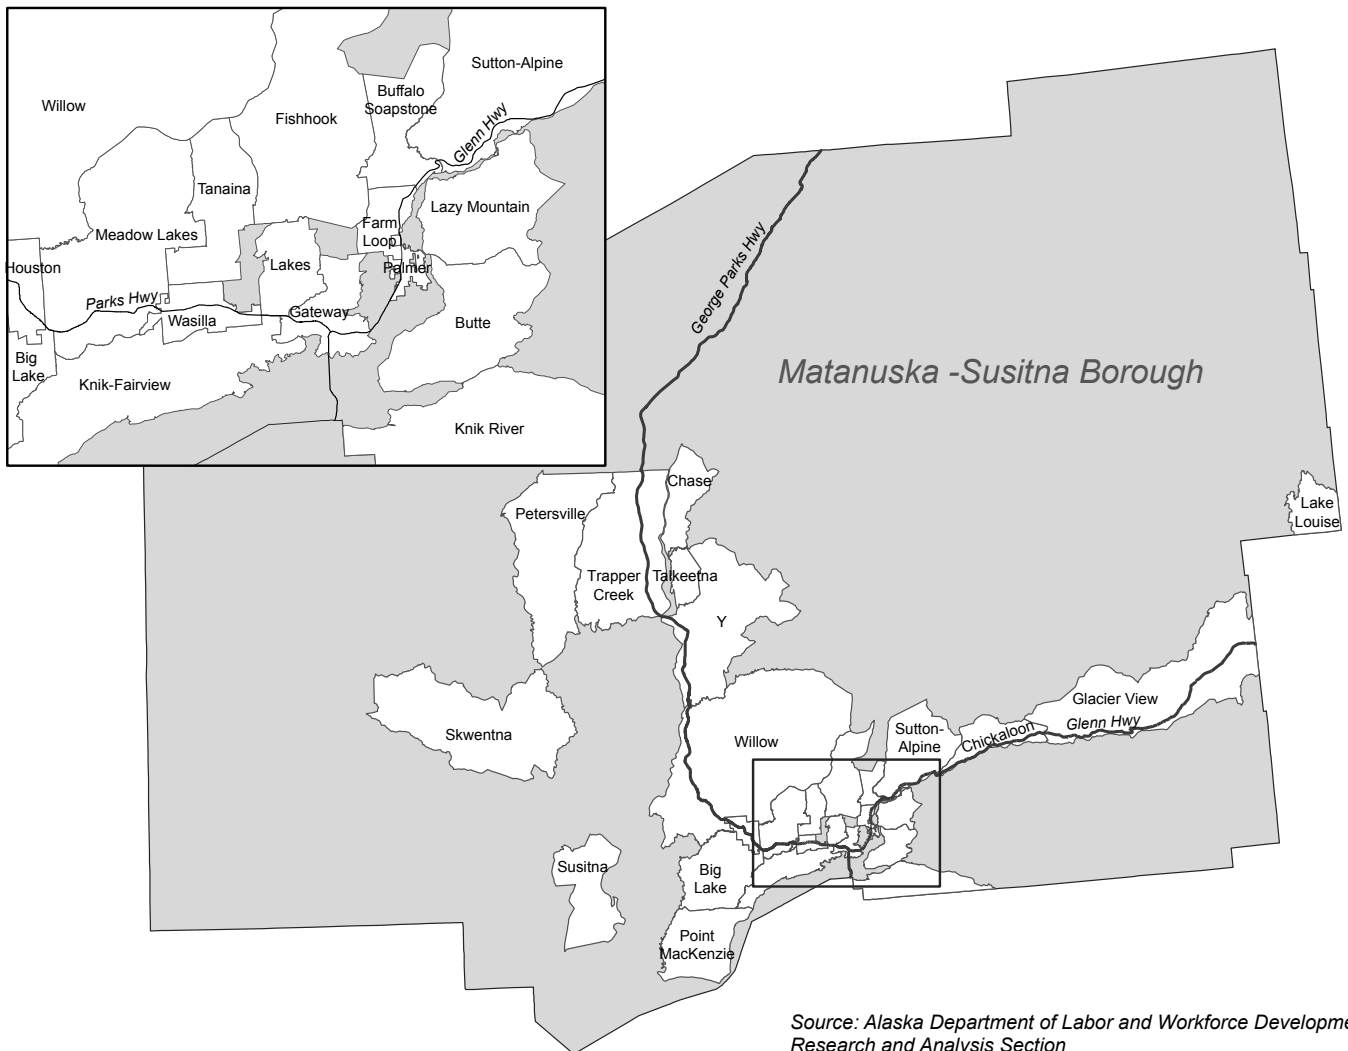 Sutton-Alpine
Willow
Buffalo
Soapstone
Fishhook
Glenn Hwy
Tanaina
Lazy Mountain
Farm
Loop
Meadow Lakes
Houston
Lakes
Palmer
Parks Hwy
Wasilla
Gateway
Butte
Big
Lake
Knik-Fairview
Knik River
George Parks Hwy
Matanuska -Susitna Borough
Chase
Petersville
Lake
Louise
Trapper
Creek
Talkeetna
Y
Glacier View
Glenn Hwy
Chickaloon
Sutton-
Alpine
Willow
Skwentna
Susitna
Big
Lake
Point
MacKenzie
Source: Alaska Department of Labor and Workforce Developme
Research and Analysis Section